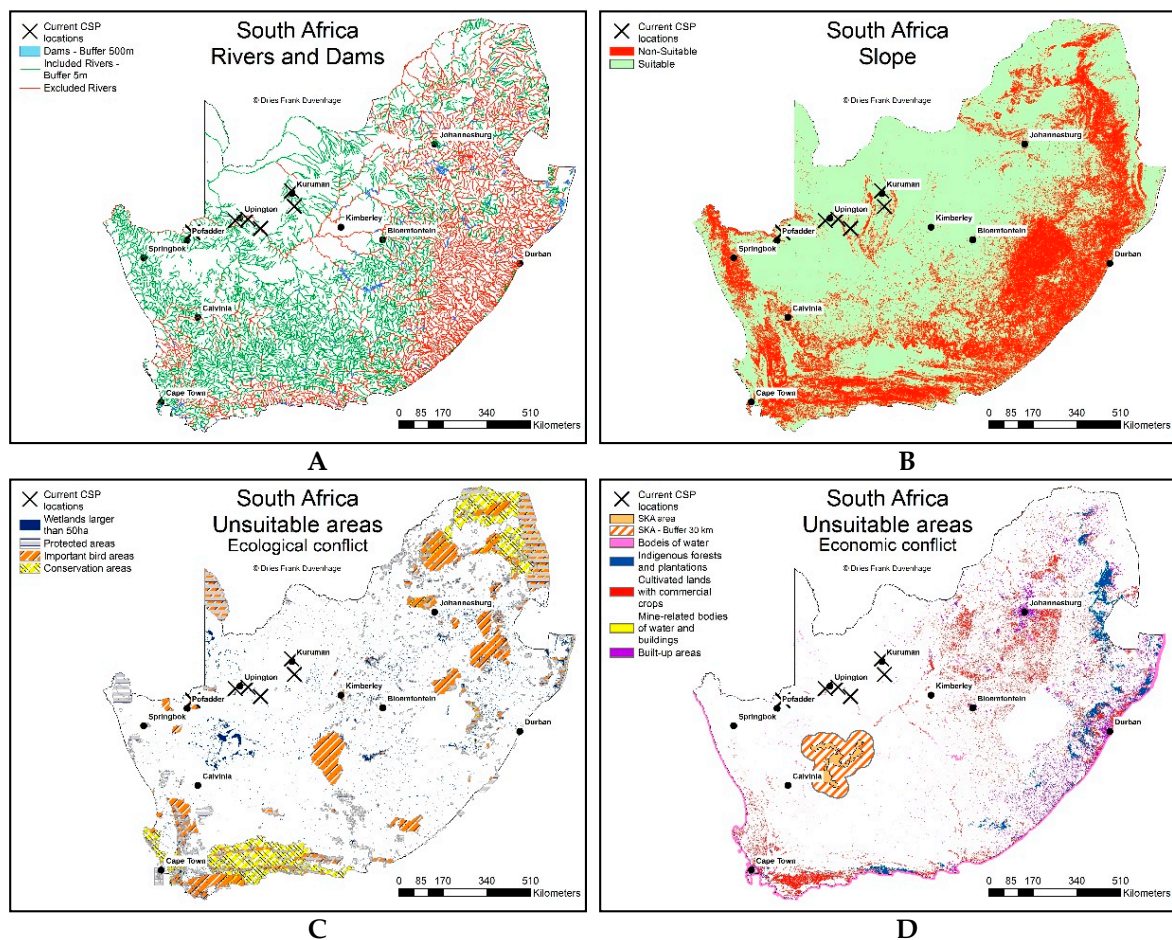 South Africa
Rivers and Dams
Current CSP
locations
Dams - Buffer 500m
Included Rivers -
Buffer 5m
Excluded Rivers
© Dries Frank Duvenhage
Johannesburg
Kuruman
Upington
Kimberley
Pofadder
Bloemfontein
Springbok
Durban
Calvinia
Cape Town
0 85 170 340 510
Kilometers
A
South Africa
Slope
Current CSP
locations
Non-Suitable
Suitable
© Dries Frank Duvenhage
Johannesburg
Kuruman
Upington
Kimberley
Pofadder
Bloemfontein
Springbok
Durban
Calvinia
Cape Town
0 85 170 340 510
Kilometers
B
South Africa
Unsuitable areas
Ecological conflict
Current CSP
locations
Wetlands larger
than 50ha
Protected areas
Important bird areas
Conservation areas
© Dries Frank Duvenhage
Johannesburg
Kuruman
Upington
Kimberley
Pofadder
Bloemfontein
Springbok
Durban
Calvinia
Cape Town
0 85 170 340 510
Kilometers
C
South Africa
Unsuitable areas
Economic conflict
Current CSP
locations
SKA area
SKA - Buffer 30 km
Bodeis of water
Indigenous forests
and plantations
Cultivated lands
with commercial
crops
Mine-related bodies
of water and
buildings
Built-up areas
© Dries Frank Duvenhage
Johannesburg
Kuruman
Upington
Kimberley
Pofadder
Bloemfontein
Springbok
Durban
Calvinia
Cape Town
0 85 170 340 510
Kilometers
D